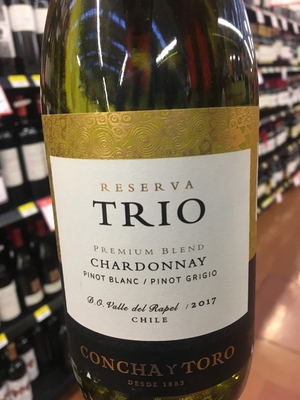 RESERVA
TRIO
PREMIUM BLEND
CHARDONNAY
PINOT BLANC / PINOT GRIGIO
D.O. Valle del Rapel / 2017
CHILE
CONCHA Y TORO
DESDE 1883